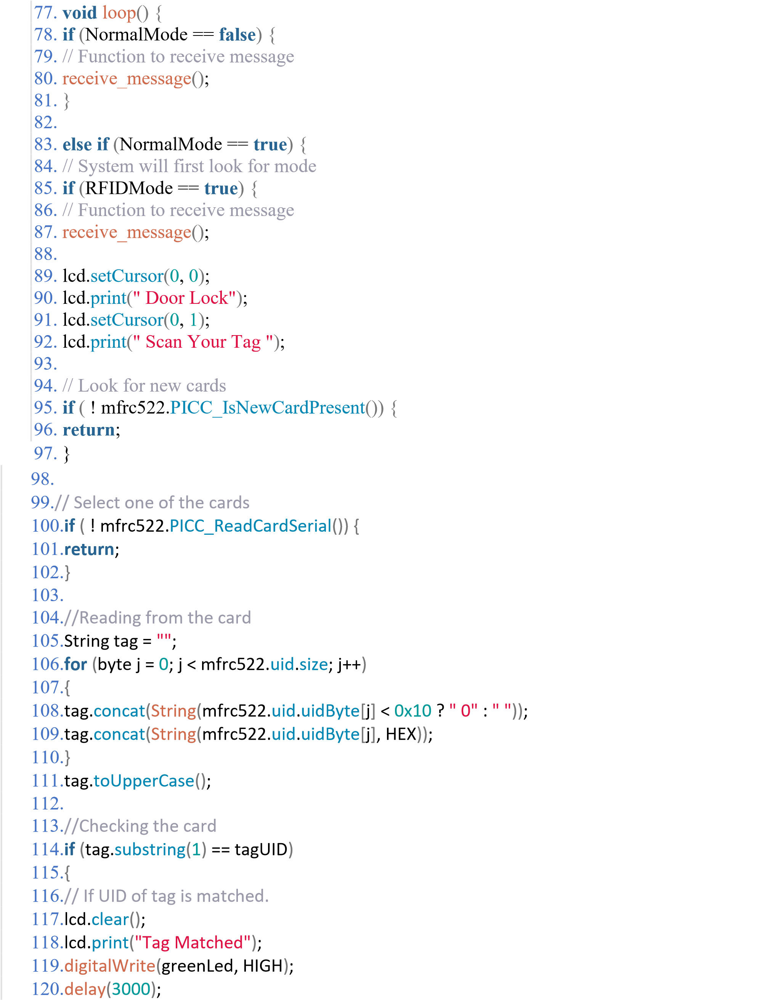 77. void loop() {
78. if (NormalMode == false) {
79. // Function to receive message
80. receive_message();
81. }
82.
83. else if (NormalMode == true) {
84. // System will first look for mode
85. if (RFIDMode == true) {
86. // Function to receive message
87. receive_message();
88.
89. lcd.setCursor(0, 0);
90. lcd.print(" Door Lock");
91. lcd.setCursor(0, 1);
92. lcd.print(" Scan Your Tag ");
93.
94. // Look for new cards
95. if ( ! mfrc522.PICC_IsNewCardPresent()) {
96. return;
97. }
98.
99.// Select one of the cards
100.if ( ! mfrc522.PICC_ReadCardSerial()) {
101.return;
102.}
103.
104.//Reading from the card
105.String tag = "";
106.for (byte j = 0; j < mfrc522.uid.size; j++)
107.{
108.tag.concat(String(mfrc522.uid.uidByte[j] < 0x10 ? " 0" : " "));
109.tag.concat(String(mfrc522.uid.uidByte[j], HEX));
110.}
111.tag.toUpperCase();
112.
113.//Checking the card
114.if (tag.substring(1) == tagUID)
115.{
116.// If UID of tag is matched.
117.lcd.clear();
118.lcd.print("Tag Matched");
119.digitalWrite(greenLed, HIGH);
120.delay(3000);